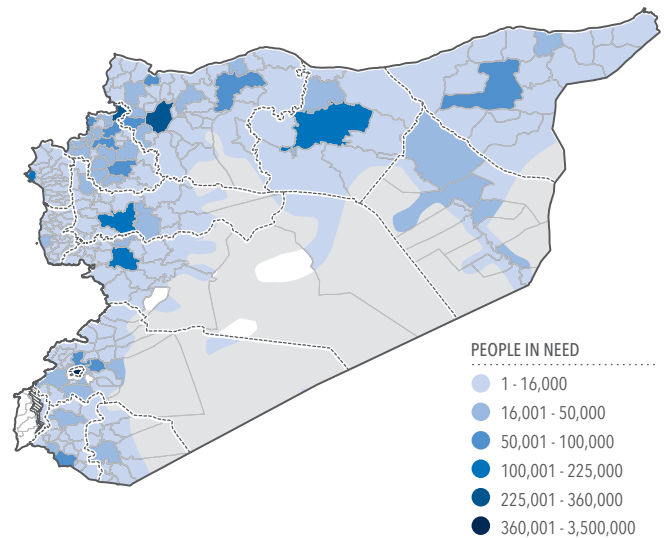 PEOPLE IN NEED
1 - 16,000
16,001 - 50,000
50,001 - 100,000
100,001 - 225,000
225,001 - 360,000
360,001 - 3,500,000